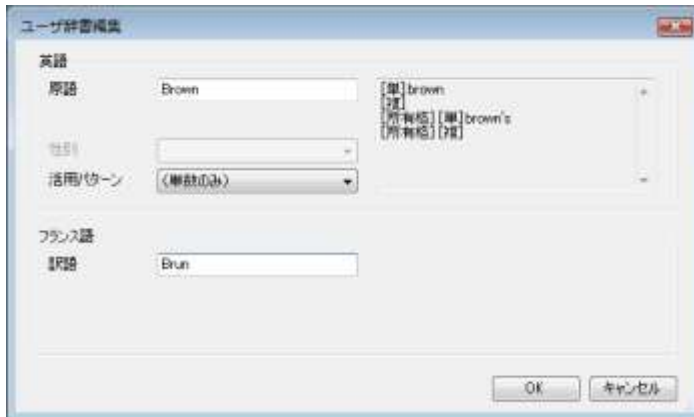 ユーザ辞書編集
英語
原語 Brown
[単]brown
[複]
[所有格][単]brown's
[所有格][複]
性別
活用パターン (単数のみ)
フランス語
訳語 Brun
OK キャンセル